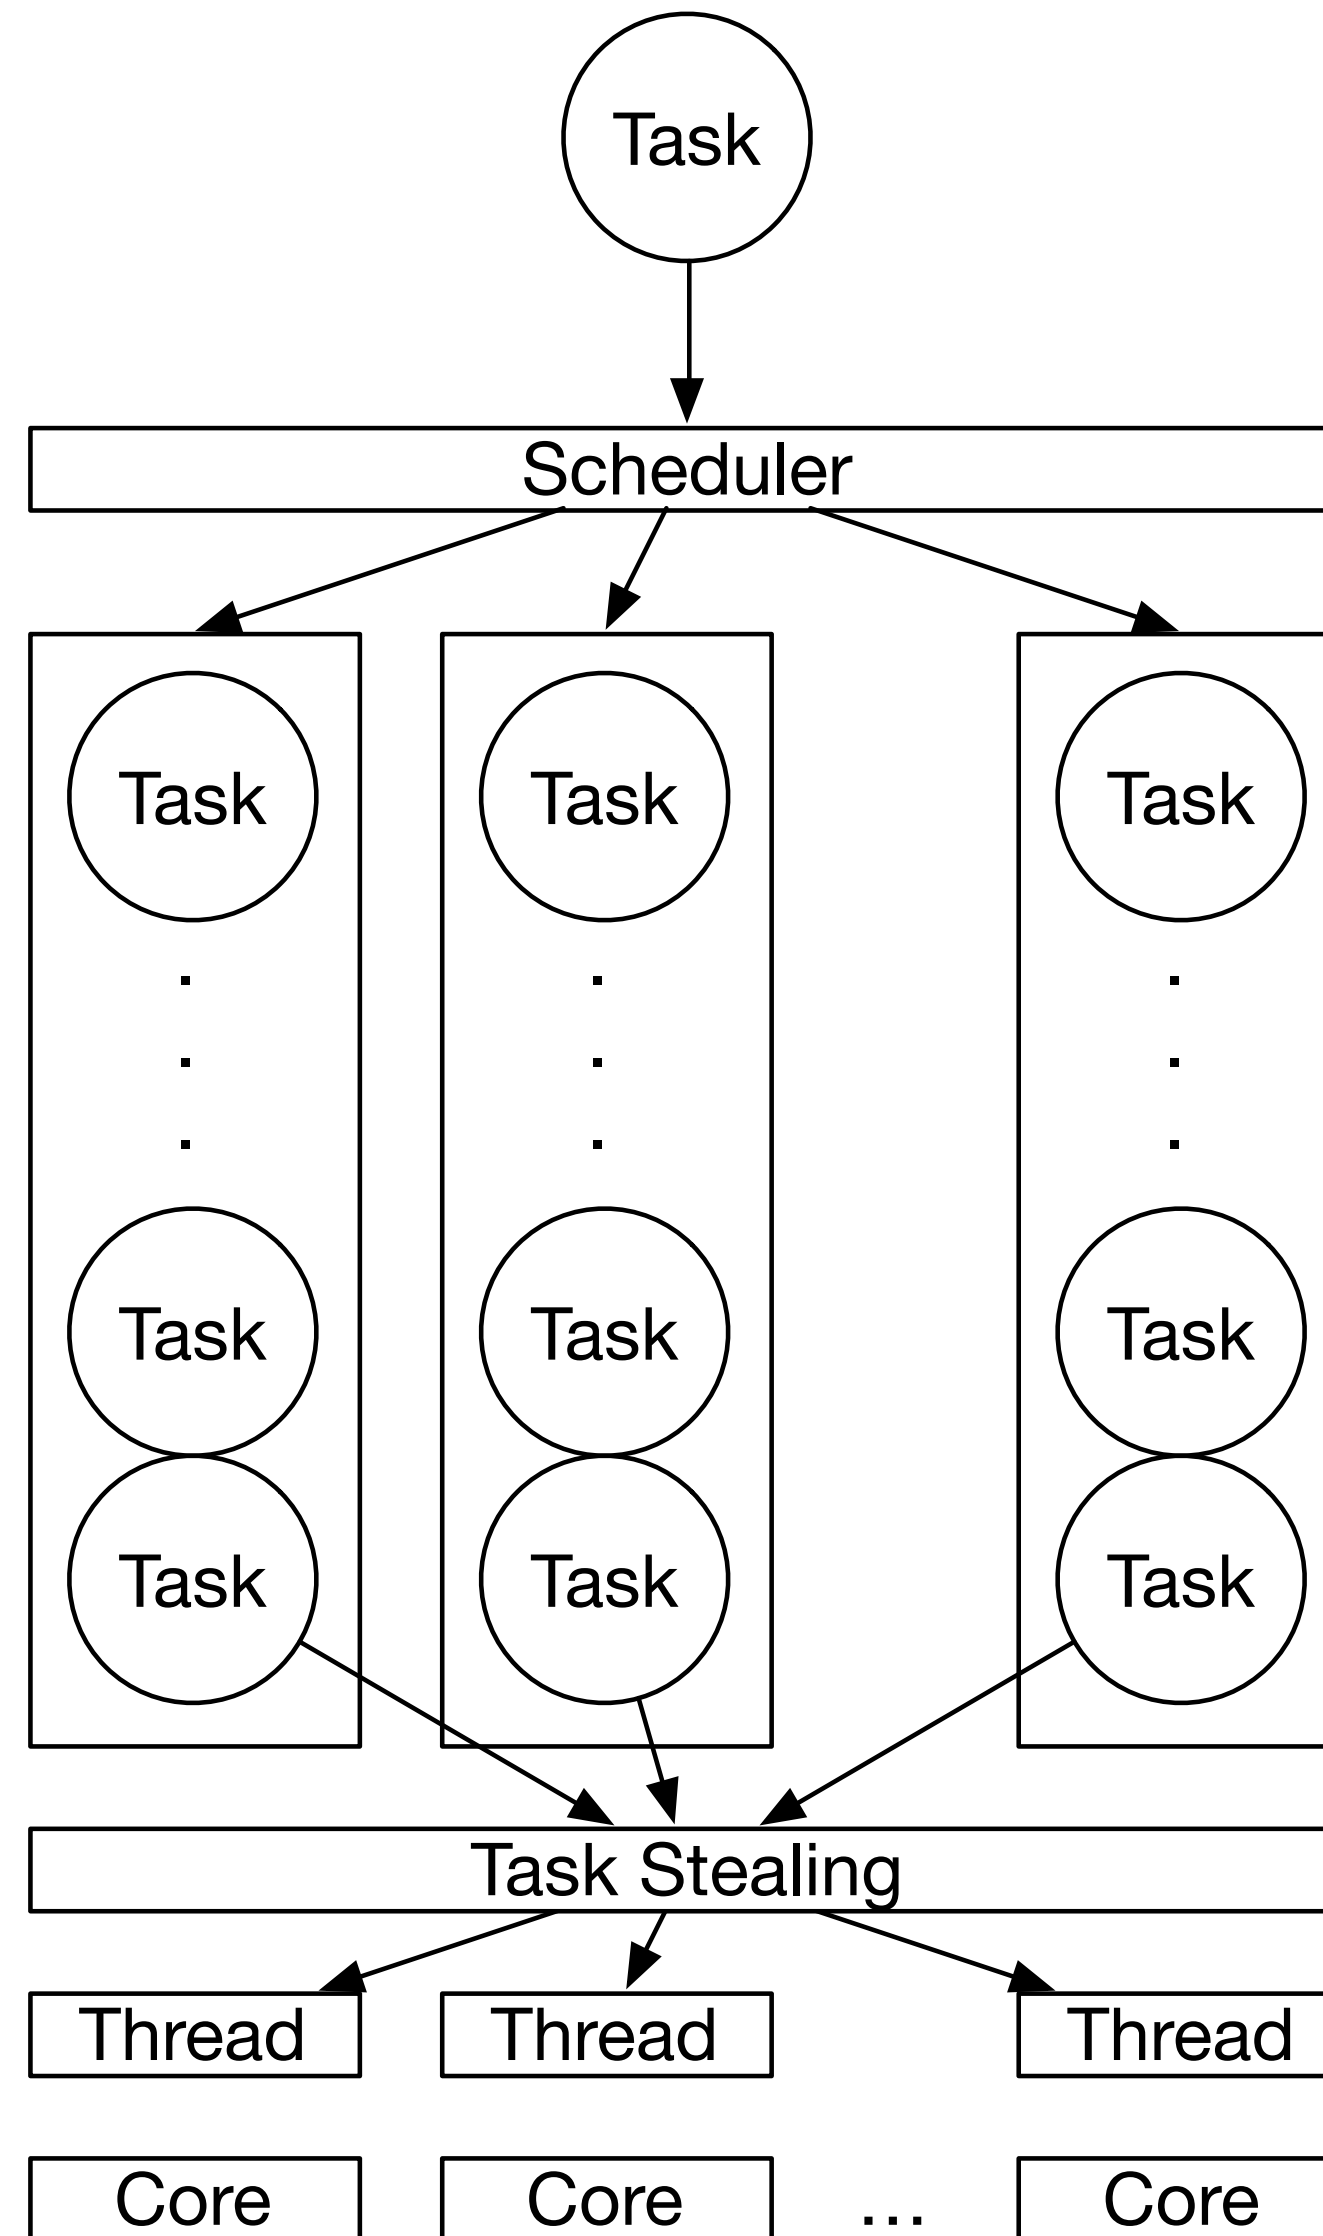 Task
Scheduler
Task Task Task
. . .
. . .
. . .
Task Task Task
Task Task Task
Task Stealing
Thread Thread Thread
Core Core ... Core